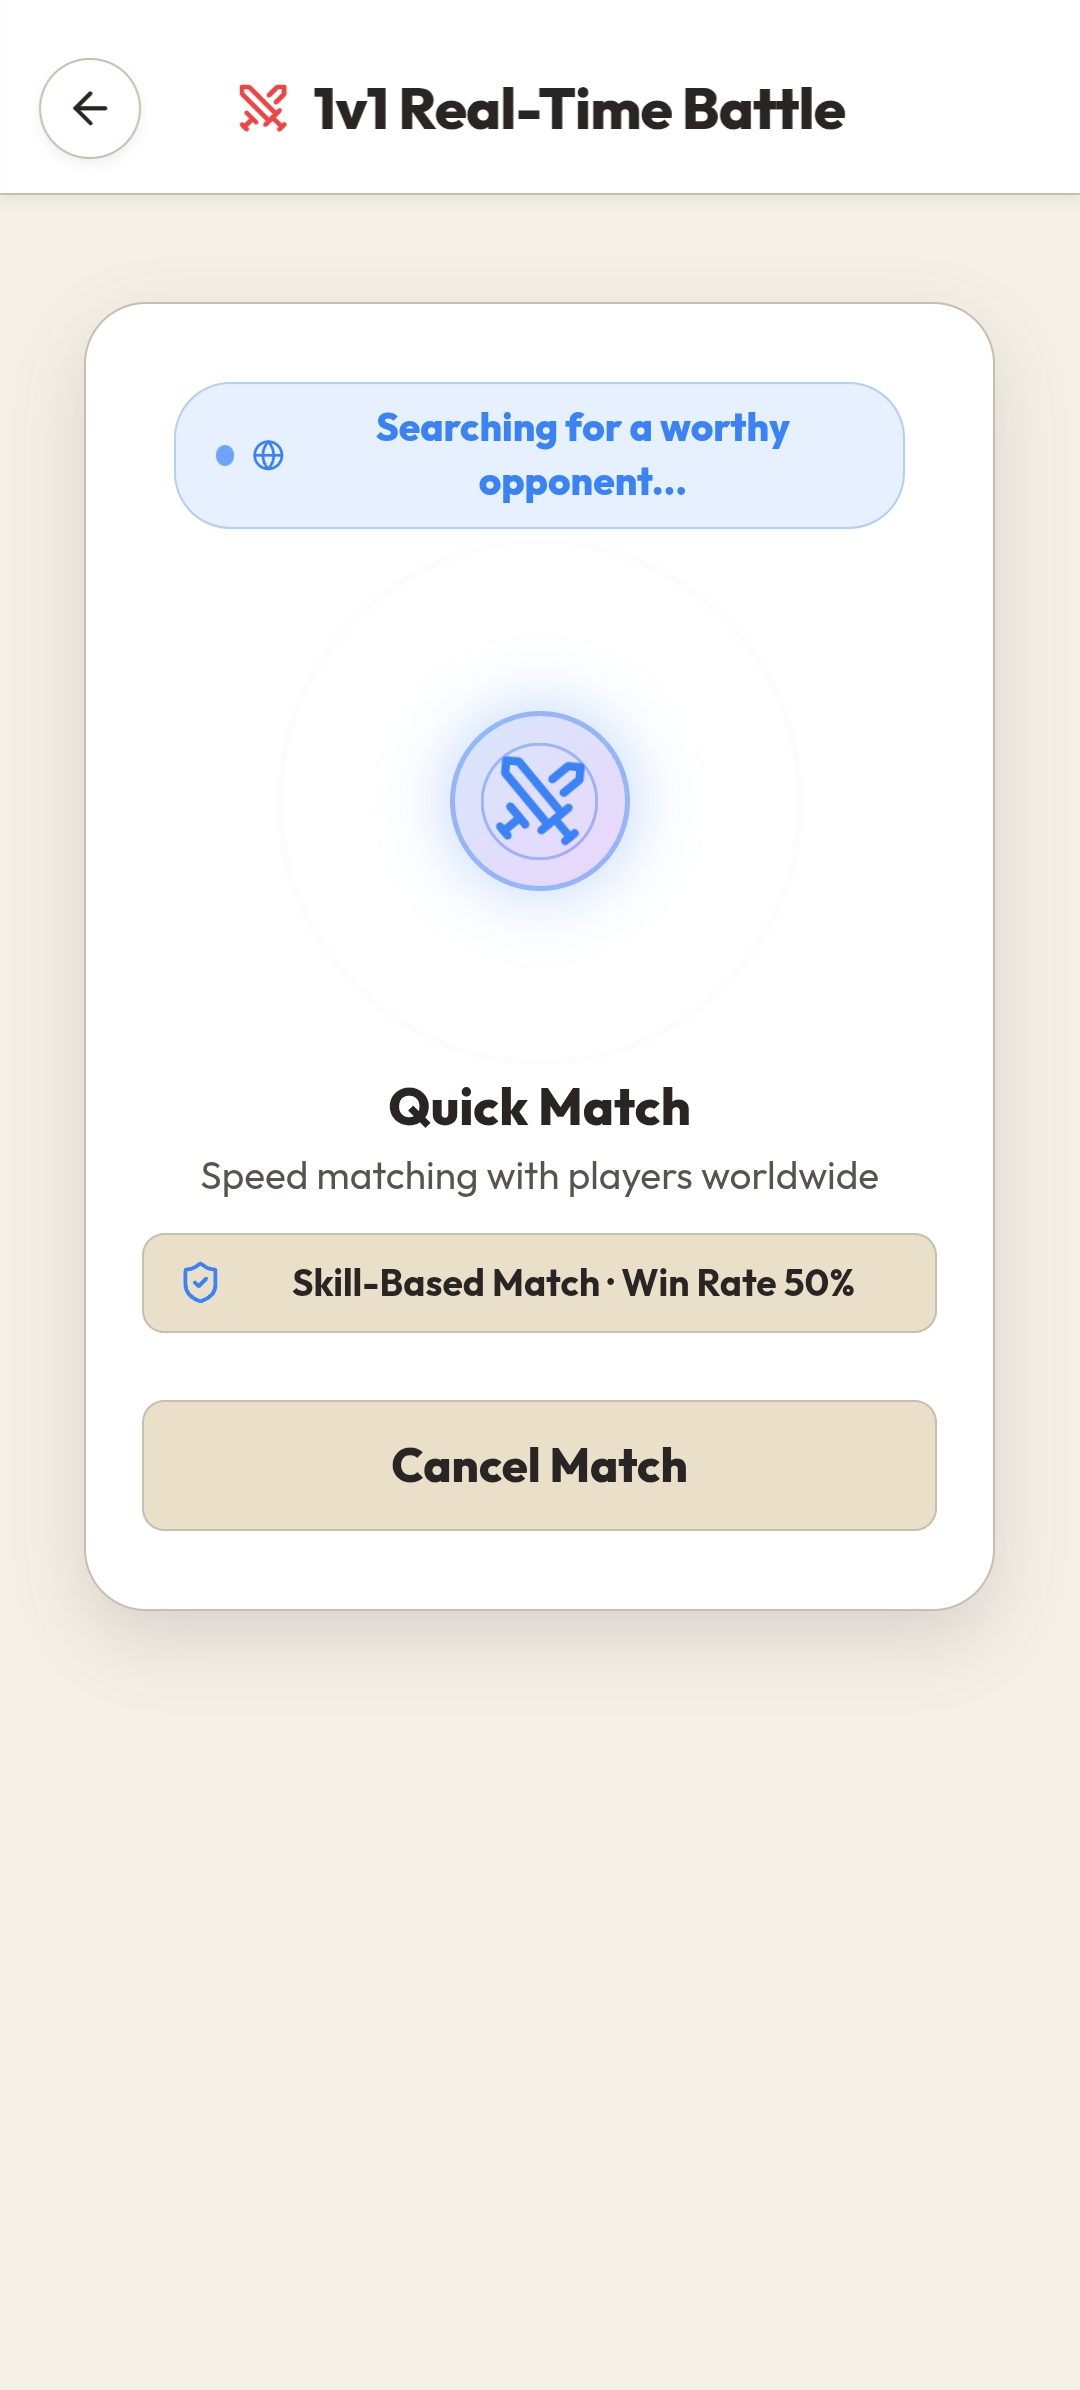 1v1 Real-Time Battle
Searching for a worthy
opponent...
Quick Match
Speed matching with players worldwide
Skill-Based Match · Win Rate 50%
Cancel Match